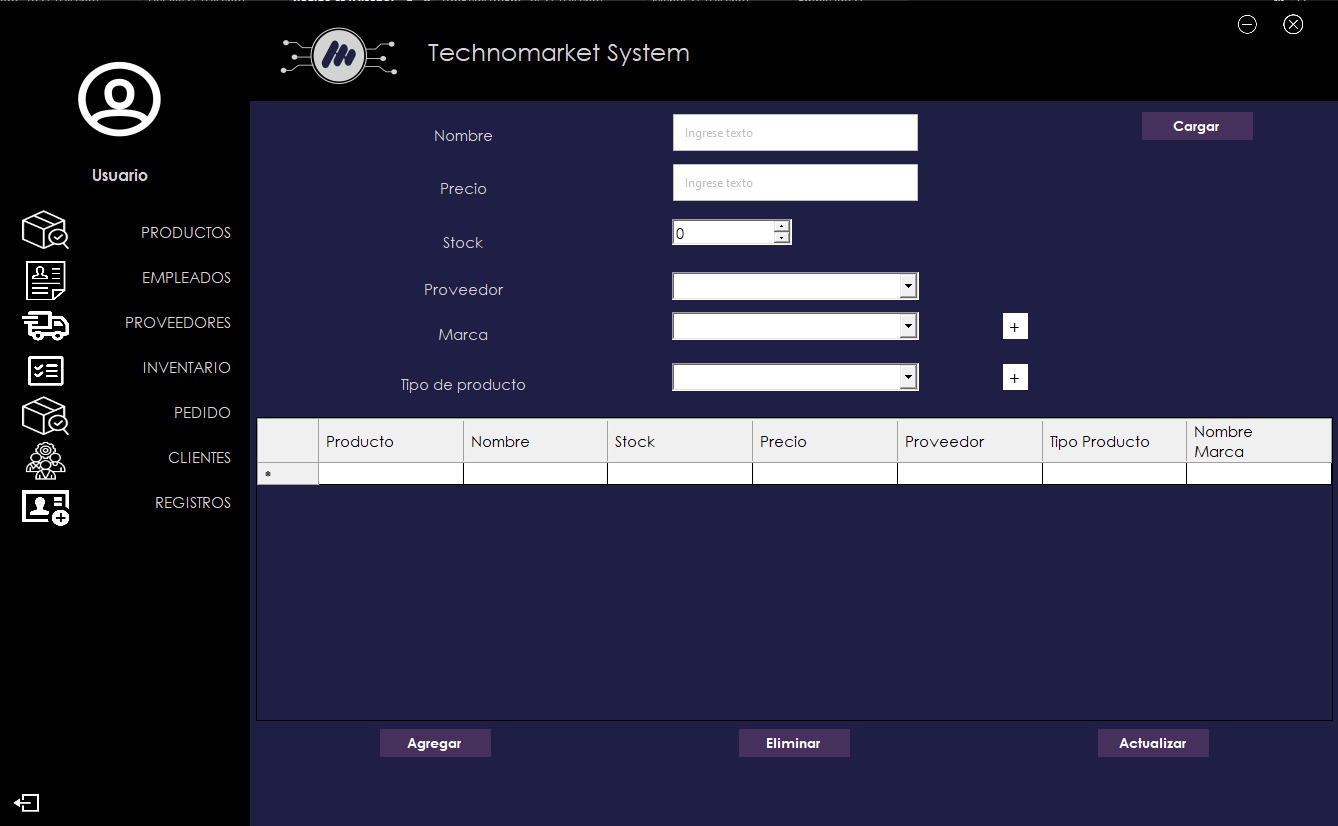 Technomarket System
Usuario
PRODUCTOS
EMPLEADOS
PROVEEDORES
INVENTARIO
PEDIDO
CLIENTES
REGISTROS
Nombre
Ingrese texto
Cargar
Precio
Ingrese texto
Stock
0
Proveedor
Marca
+
Tipo de producto
+
Producto
Nombre
Stock
Precio
Proveedor
Tipo Producto
Nombre
Marca
*
Agregar
Eliminar
Actualizar